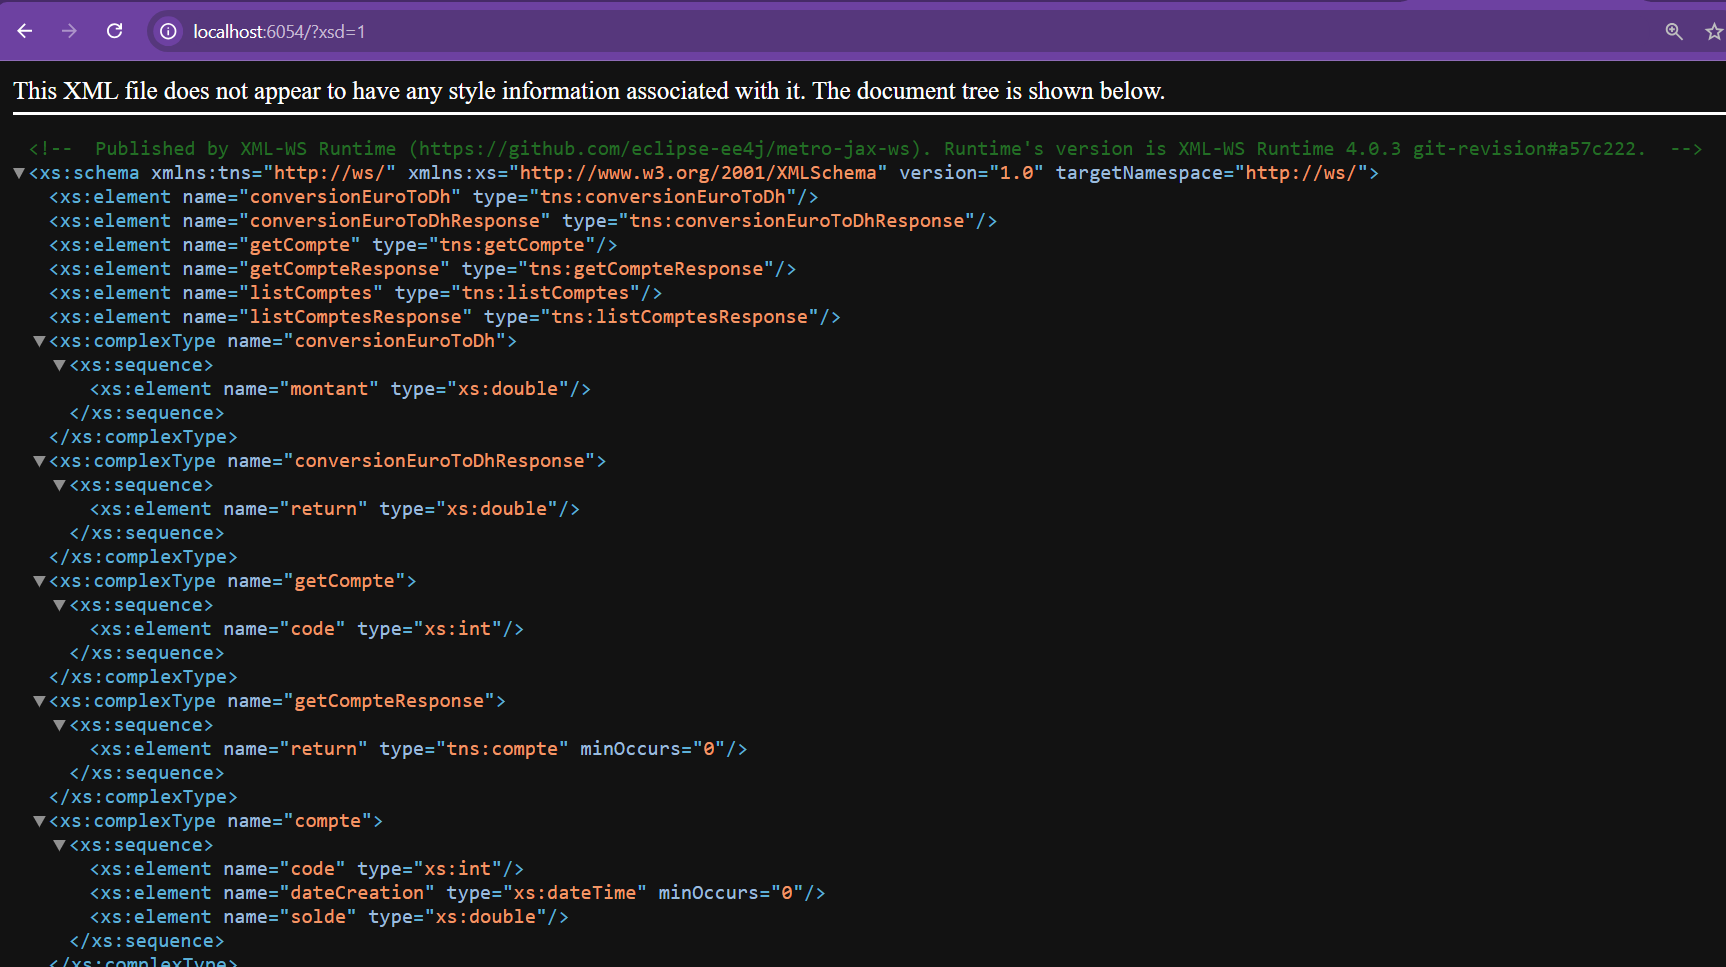 localhost:6054/?xsd=1
This XML file does not appear to have any style information associated with it. The document tree is shown below.
<!-- Published by XML-WS Runtime (https://github.com/eclipse-ee4j/metro-jax-ws). Runtime's version is XML-WS Runtime 4.0.3 git-revision#a57c222. -->
<xs:schema xmlns:tns="http://ws/" xmlns:xs="http://www.w3.org/2001/XMLSchema" version="1.0" targetNamespace="http://ws/">
<xs:element name="conversionEuroToDh" type="tns:conversionEuroToDh"/>
<xs:element name="conversionEuroToDhResponse" type="tns:conversionEuroToDhResponse"/>
<xs:element name="getCompte" type="tns:getCompte"/>
<xs:element name="getCompteResponse" type="tns:getCompteResponse"/>
<xs:element name="listComptes" type="tns:listComptes"/>
<xs:element name="listComptesResponse" type="tns:listComptesResponse"/>
<xs:complexType name="conversionEuroToDh">
<xs:sequence>
<xs:element name="montant" type="xs:double"/>
</xs:sequence>
</xs:complexType>
<xs:complexType name="conversionEuroToDhResponse">
<xs:sequence>
<xs:element name="return" type="xs:double"/>
</xs:sequence>
</xs:complexType>
<xs:complexType name="getCompte">
<xs:sequence>
<xs:element name="code" type="xs:int"/>
</xs:sequence>
</xs:complexType>
<xs:complexType name="getCompteResponse">
<xs:sequence>
<xs:element name="return" type="tns:compte" minOccurs="0"/>
</xs:sequence>
</xs:complexType>
<xs:complexType name="compte">
<xs:sequence>
<xs:element name="code" type="xs:int"/>
<xs:element name="dateCreation" type="xs:dateTime" minOccurs="0"/>
<xs:element name="solde" type="xs:double"/>
</xs:sequence>
</xs:complexType>